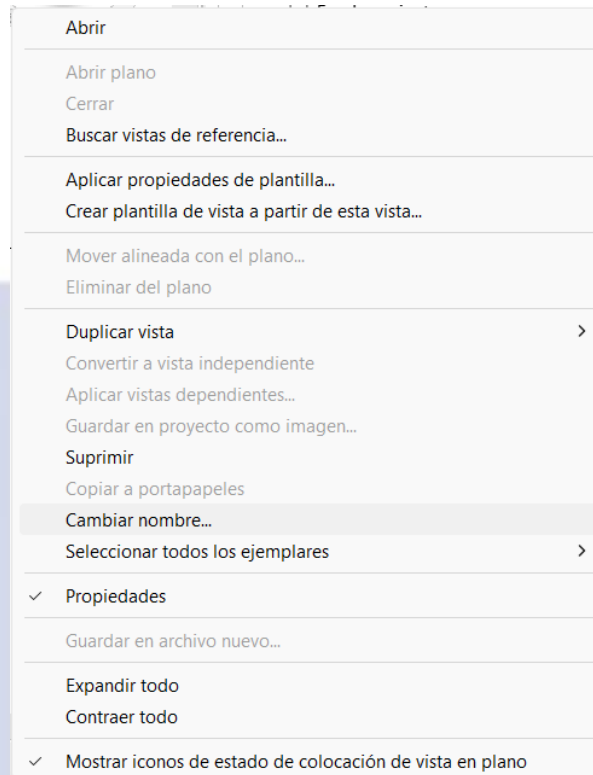 Abrir
Abrir plano
Cerrar
Buscar vistas de referencia...
Aplicar propiedades de plantilla...
Crear plantilla de vista a partir de esta vista...
Mover alineada con el plano...
Eliminar del plano
Duplicar vista
Convertir a vista independiente
Aplicar vistas dependientes...
Guardar en proyecto como imagen...
Suprimir
Copiar a portapapeles
Cambiar nombre...
Seleccionar todos los ejemplares
Propiedades
Guardar en archivo nuevo...
Expandir todo
Contraer todo
Mostrar iconos de estado de colocación de vista en plano